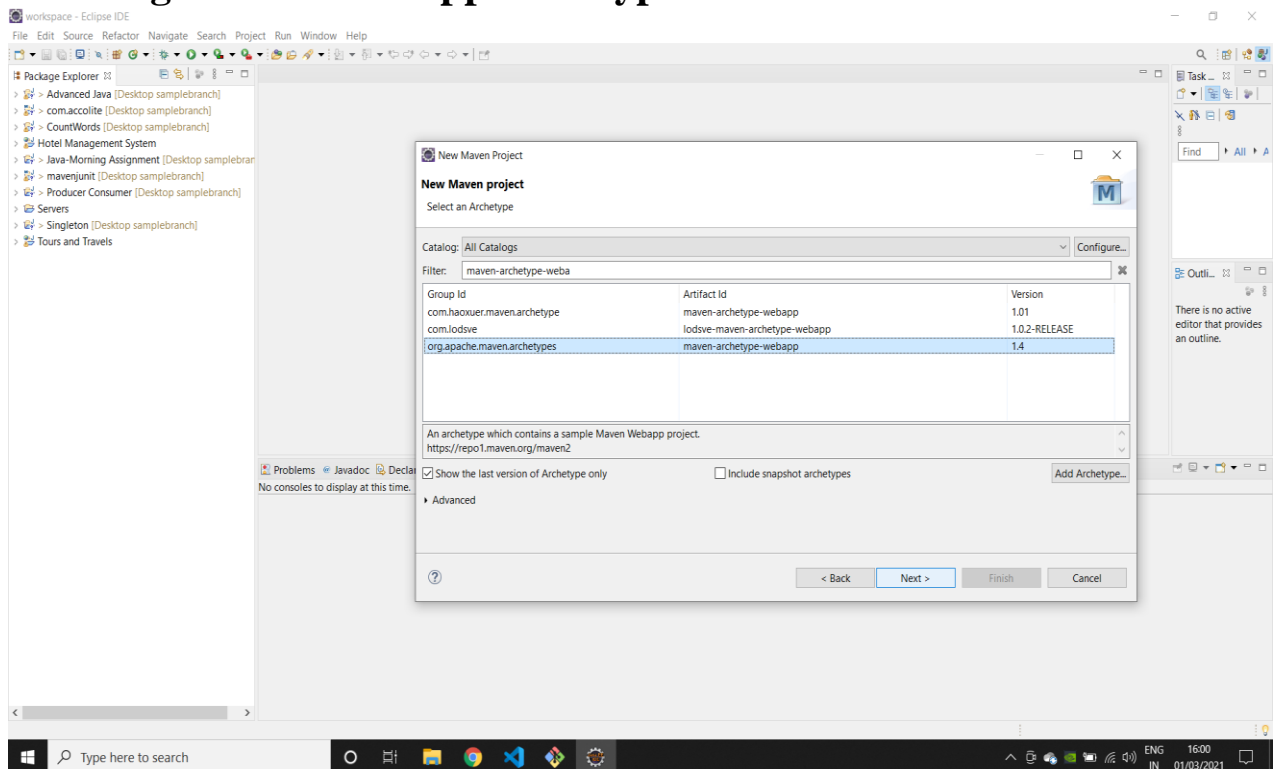 workspace - Eclipse IDE
File Edit Source Refactor Navigate Search Project Run Window Help
Package Explorer
> Advanced Java [Desktop samplebranch]
> com.accolite [Desktop samplebranch]
> CountWords [Desktop samplebranch]
Hotel Management System
> Java-Morning Assignment [Desktop samplebran
> mavenjunit [Desktop samplebranch]
> Producer Consumer [Desktop samplebranch]
Servers
> Singleton [Desktop samplebranch]
Tours and Travels
New Maven Project
New Maven project
Select an Archetype
M
Catalog: All Catalogs Configure...
Filter: maven-archetype-weba
Group Id Artifact Id Version
com.haoxuer.maven.archetype maven-archetype-webapp 1.01
com.lodsve lodsve-maven-archetype-webapp 1.0.2-RELEASE
org.apache.maven.archetypes maven-archetype-webapp 1.4
An archetype which contains a sample Maven Webapp project.
https://repo1.maven.org/maven2
Show the last version of Archetype only Include snapshot archetypes Add Archetype...
Advanced
< Back Next > Finish Cancel
Problems Javadoc Declar
No consoles to display at this time.
Task
Find All A
Outli...
There is no active
editor that provides
an outline.
Type here to search
ENG 16:00
IN 01/03/2021